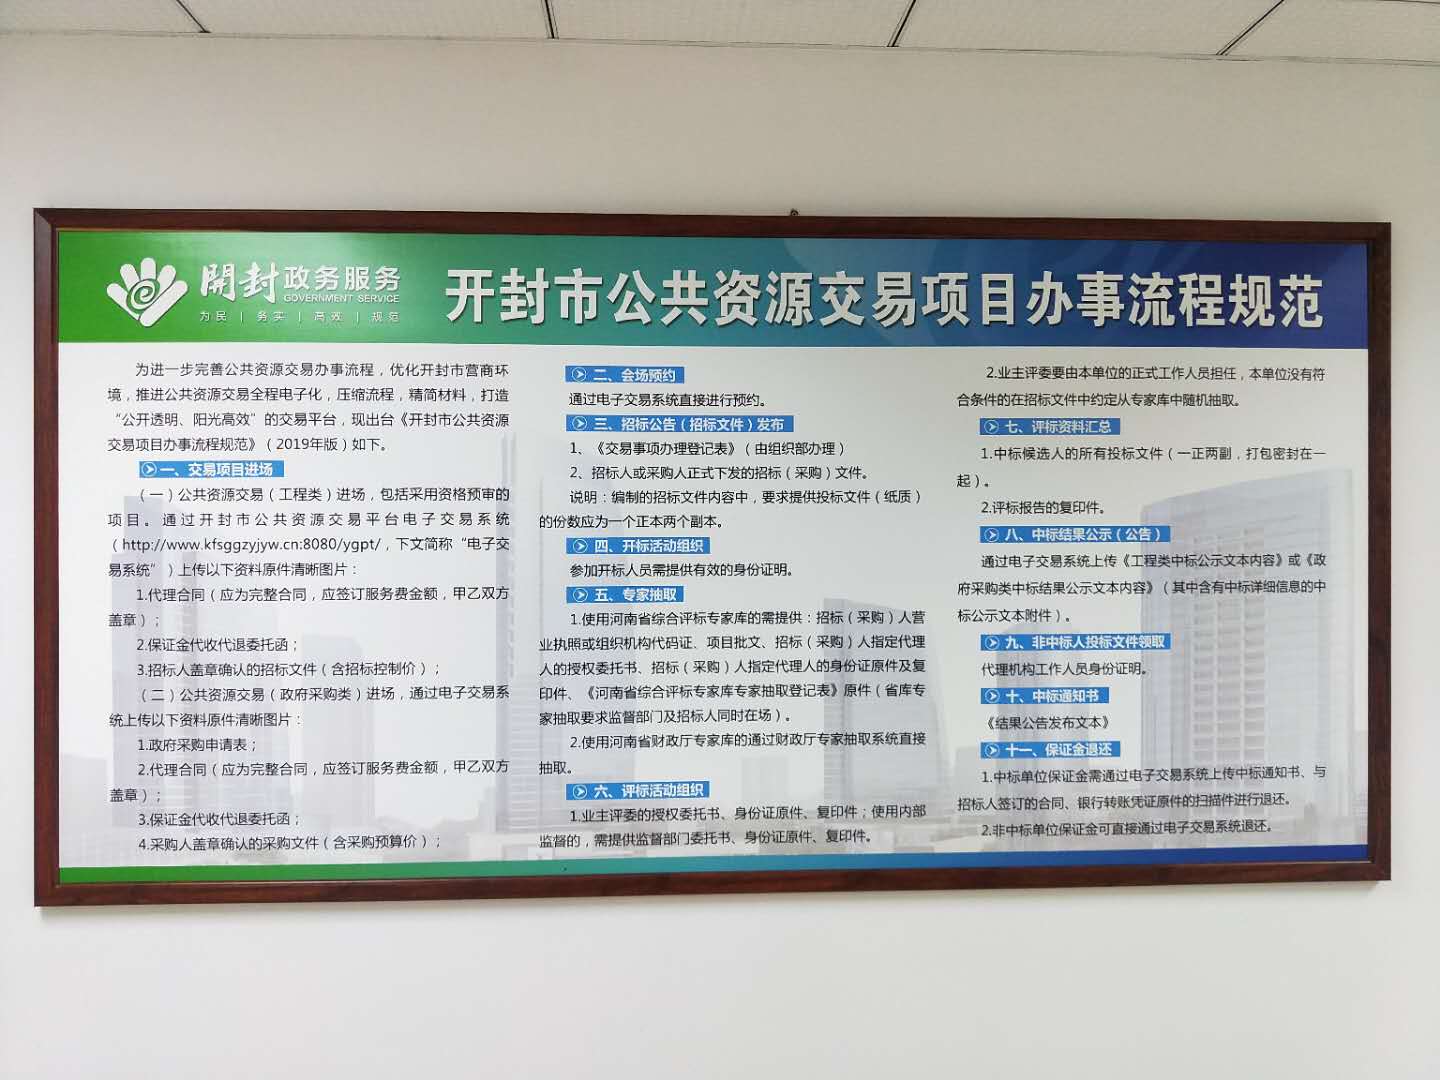 開封政务服务
GOVERNMENT SERVICE
为民 | 务实 | 高效 | 规范
开封市公共资源交易项目办事流程规范
为进一步完善公共资源交易办事流程，优化开封市营商环
境，推进公共资源交易全程电子化，压缩流程，精简材料，打造
“公开透明、阳光高效”的交易平台，现出台《开封市公共资源
交易项目办事流程规范》（2019年版）如下。
一、交易项目进场
（一）公共资源交易（工程类）进场，包括采用资格预审的
项目。通过开封市公共资源交易平台电子交易系统
（http://www.kfsggzyjyw.cn:8080/ygpt/，下文简称“电子交
易系统”）上传以下资料原件清晰图片：
1.代理合同（应为完整合同，应签订服务费金额，甲乙双方
盖章）；
2.保证金代收代退委托函；
3.招标人盖章确认的招标文件（含招标控制价）；
（二）公共资源交易（政府采购类）进场，通过电子交易系
统上传以下资料原件清晰图片：
1.政府采购申请表；
2.代理合同（应为完整合同，应签订服务费金额，甲乙双方
盖章）；
3.保证金代收代退委托函；
4.采购人盖章确认的采购文件（含采购预算价）；
二、会场预约
通过电子交易系统直接进行预约。
三、招标公告（招标文件）发布
1、《交易事项办理登记表》（由组织部办理）
2、招标人或采购人正式下发的招标（采购）文件。
说明：编制的招标文件内容中，要求提供投标文件（纸质）
的份数应为一个正本两个副本。
四、开标活动组织
参加开标人员需提供有效的身份证明。
五、专家抽取
1.使用河南省综合评标专家库的需提供：招标（采购）人营
业执照或组织机构代码证、项目批文、招标（采购）人指定代理
人的授权委托书、招标（采购）人指定代理人的身份证原件及复
印件、《河南省综合评标专家库专家抽取登记表》原件（省库专
家抽取要求监督部门及招标人同时在场）。
2.使用河南省财政厅专家库的通过财政厅专家抽取系统直接
抽取。
六、评标活动组织
1.业主评委的授权委托书、身份证原件、复印件；使用内部
监督的，需提供监督部门委托书、身份证原件、复印件。
2.业主评委要由本单位的正式工作人员担任，本单位没有符
合条件的在招标文件中约定从专家库中随机抽取。
七、评标资料汇总
1.中标候选人的所有投标文件（一正两副，打包密封在一
起）。
2.评标报告的复印件。
八、中标结果公示（公告）
通过电子交易系统上传《工程类中标公示文本内容》或《政
府采购类中标结果公示文本内容》（其中含有中标详细信息的中
标公示文本附件）。
九、非中标人投标文件领取
代理机构工作人员身份证明。
十、中标通知书
《结果公告发布文本》
十一、保证金退还
1.中标单位保证金需通过电子交易系统上传中标通知书、与
招标人签订的合同、银行转账凭证原件的扫描件进行退还。
2.非中标单位保证金可直接通过电子交易系统退还。